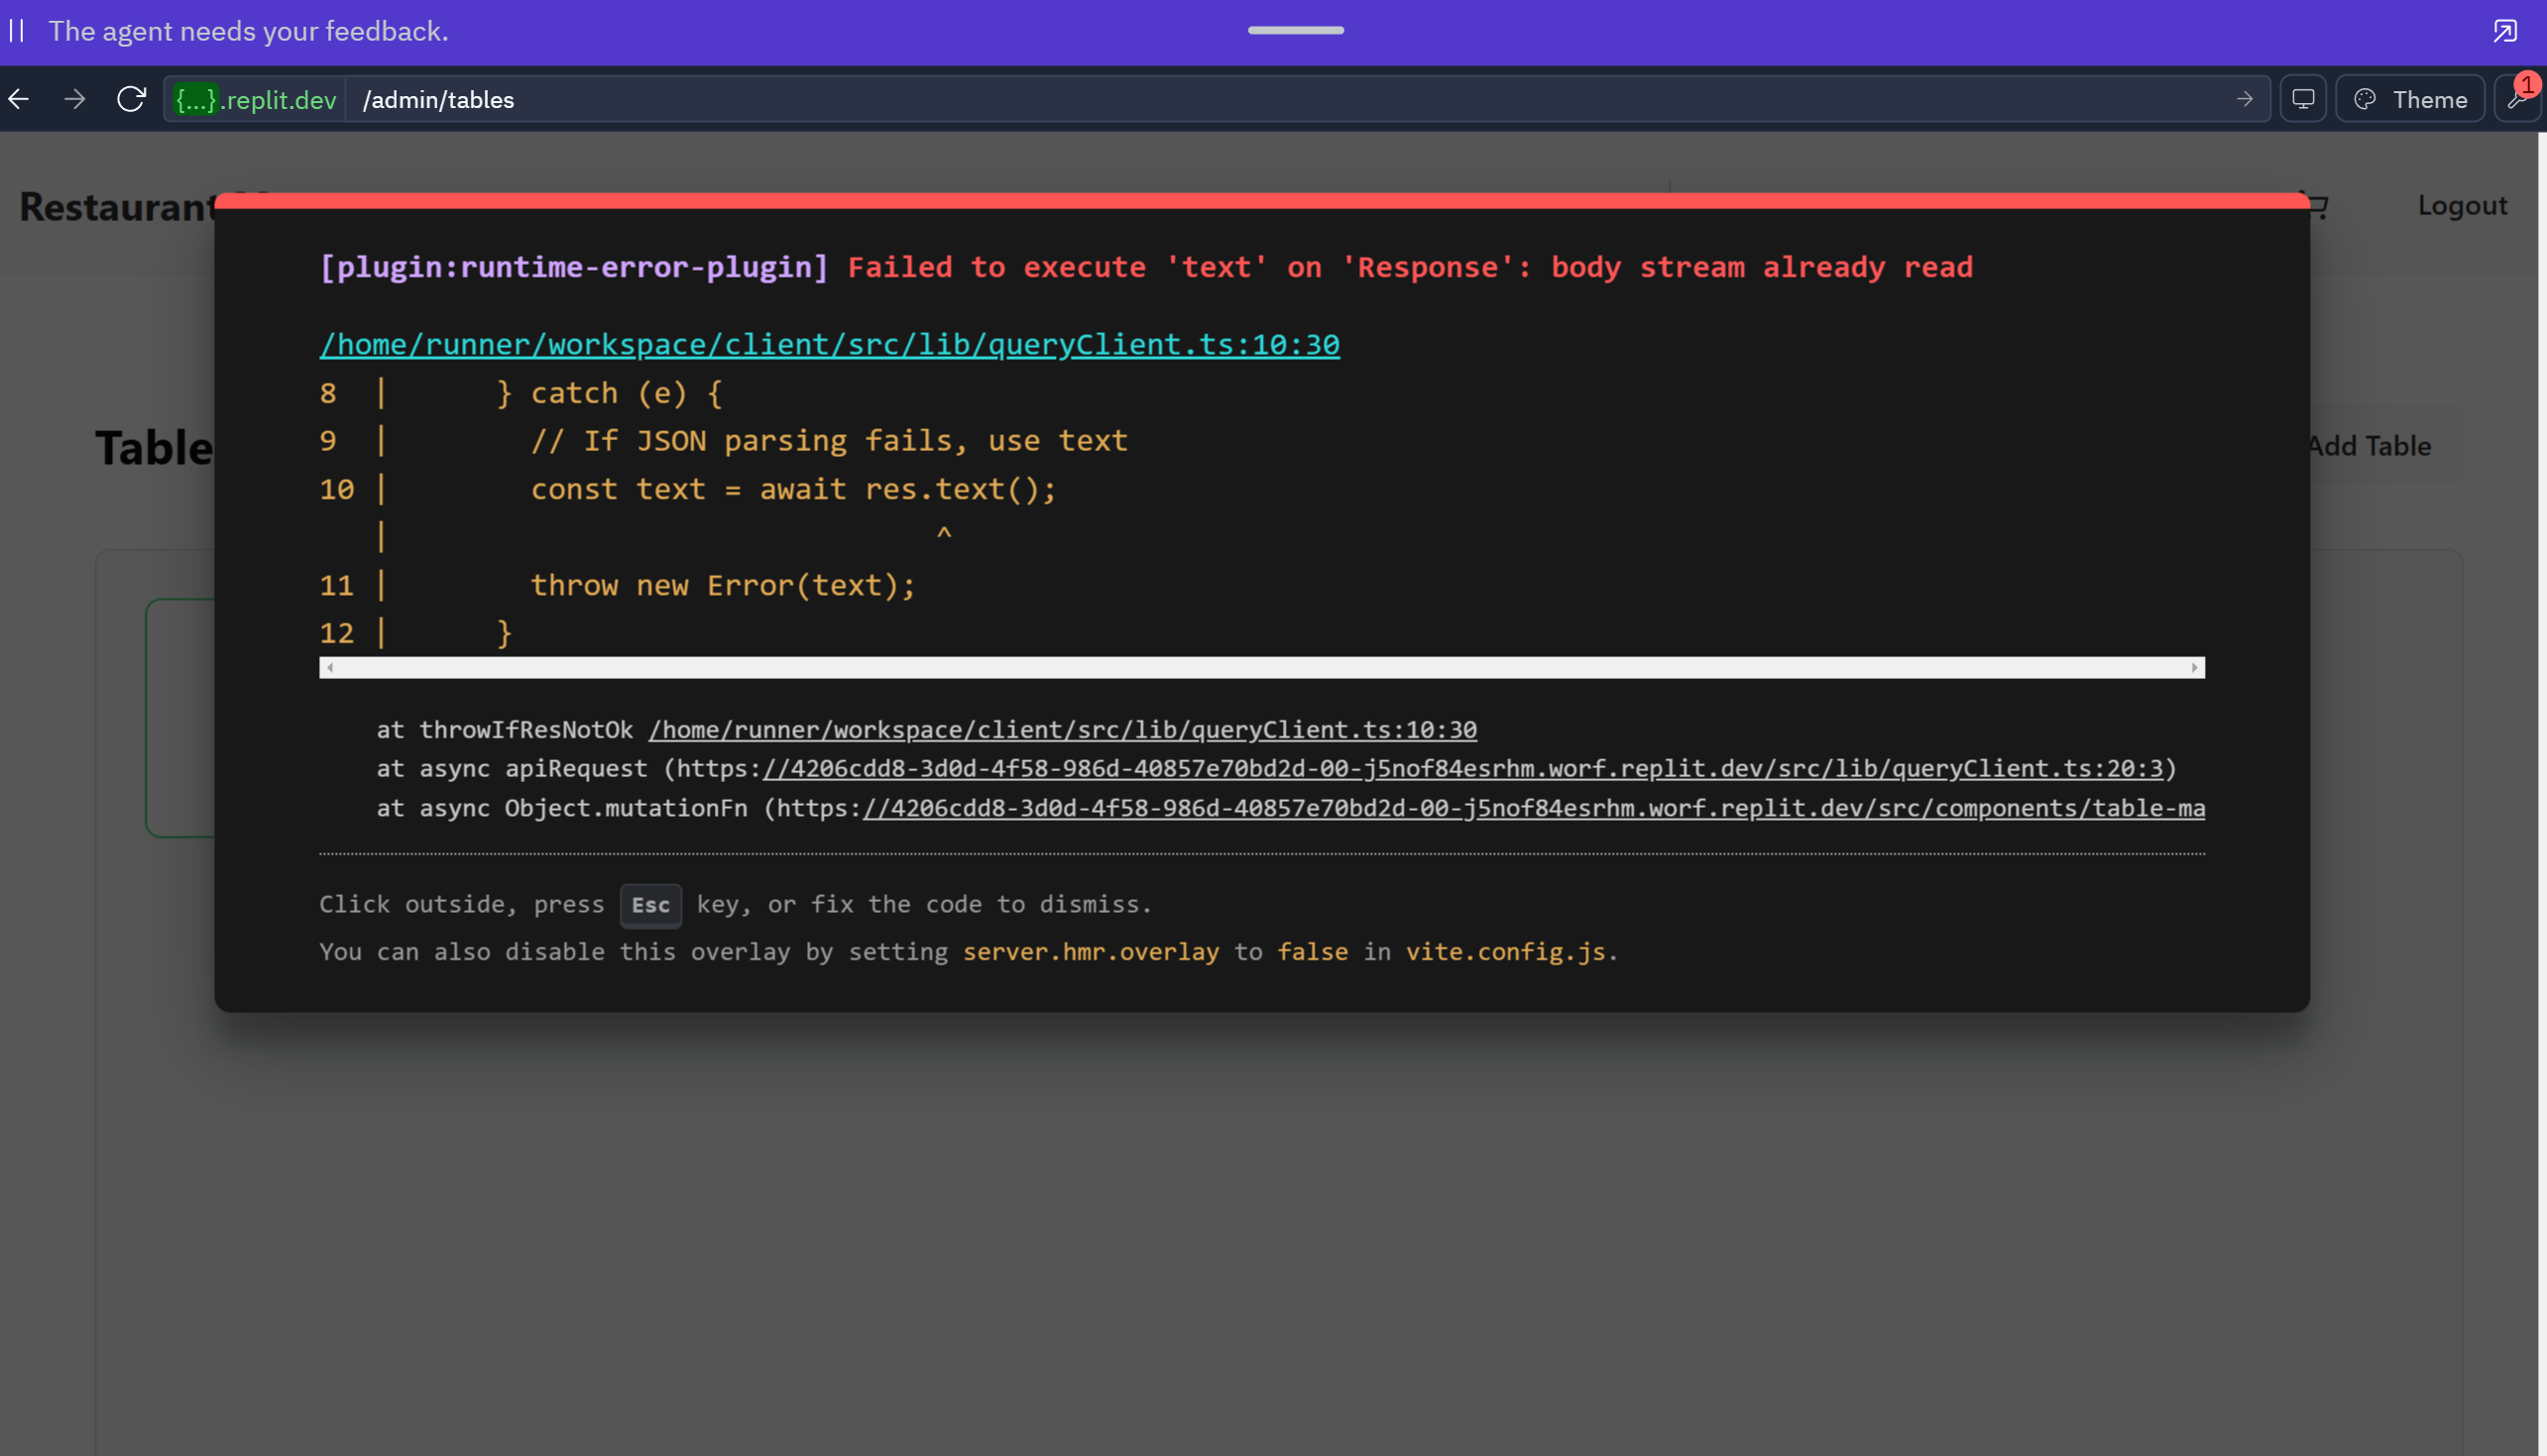 The agent needs your feedback.
{...}.replit.dev /admin/tables Theme 1
Restaurant Logout
[plugin:runtime-error-plugin] Failed to execute 'text' on 'Response': body stream already read
/home/runner/workspace/client/src/lib/queryClient.ts:10:30
8 | } catch (e) {
9 | // If JSON parsing fails, use text
10 | const text = await res.text();
| ^
11 | throw new Error(text);
12 | }
Table
Add Table
at throwIfResNotOk /home/runner/workspace/client/src/lib/queryClient.ts:10:30
at async apiRequest (https://4206cdd8-3d0d-4f58-986d-40857e70bd2d-00-j5nof84esrhm.worf.replit.dev/src/lib/queryClient.ts:20:3)
at async Object.mutationFn (https://4206cdd8-3d0d-4f58-986d-40857e70bd2d-00-j5nof84esrhm.worf.replit.dev/src/components/table-ma
Click outside, press Esc key, or fix the code to dismiss.
You can also disable this overlay by setting server.hmr.overlay to false in vite.config.js.